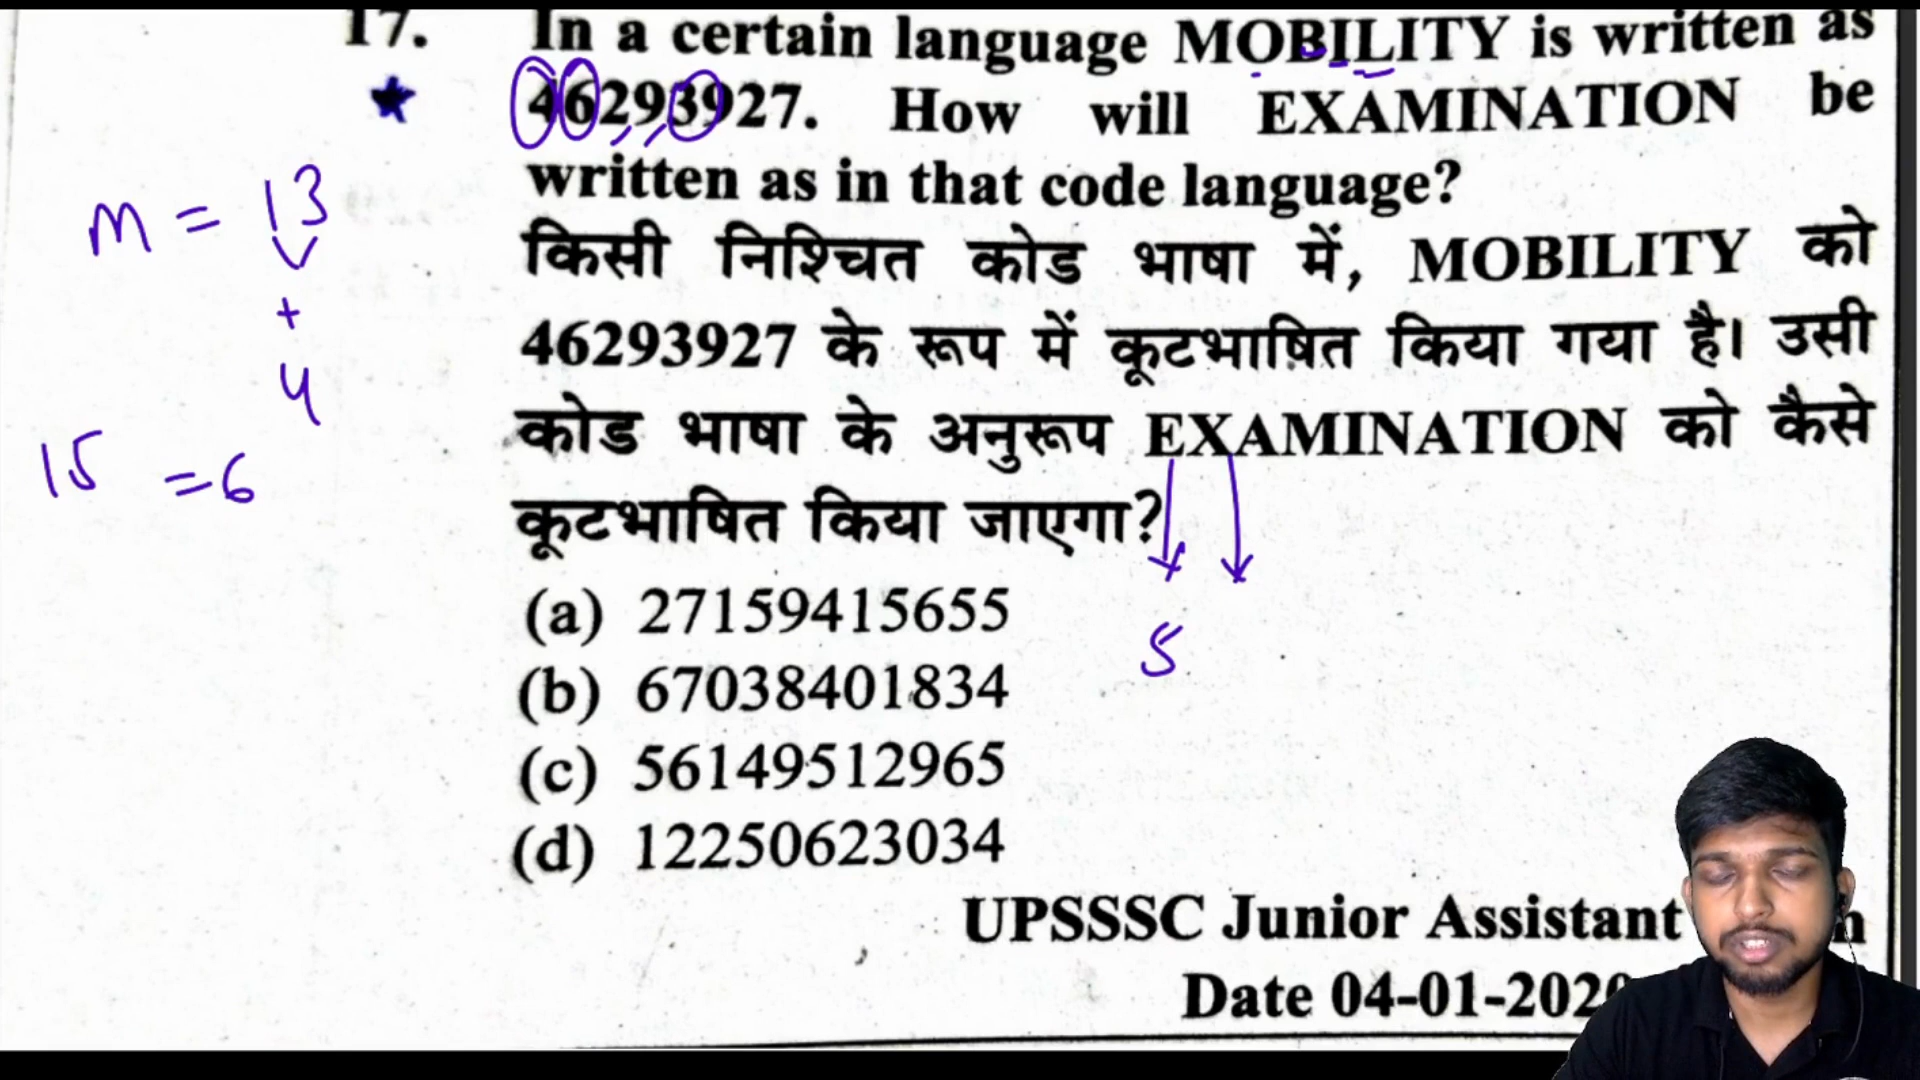 17. In a certain language MOBILITY is written as
46293927. How will EXAMINATION be
written as in that code language?
m = 13
+
4
15 = 6
किसी निश्चित कोड भाषा में, MOBILITY को
46293927 के रूप में कूटभाषित किया गया है। उसी
कोड भाषा के अनुरूप EXAMINATION को कैसे
कूटभाषित किया जाएगा?
5
(a) 27159415655
(b) 67038401834
(c) 56149512965
(d) 12250623034
UPSSSC Junior Assistant
Date 04-01-2020